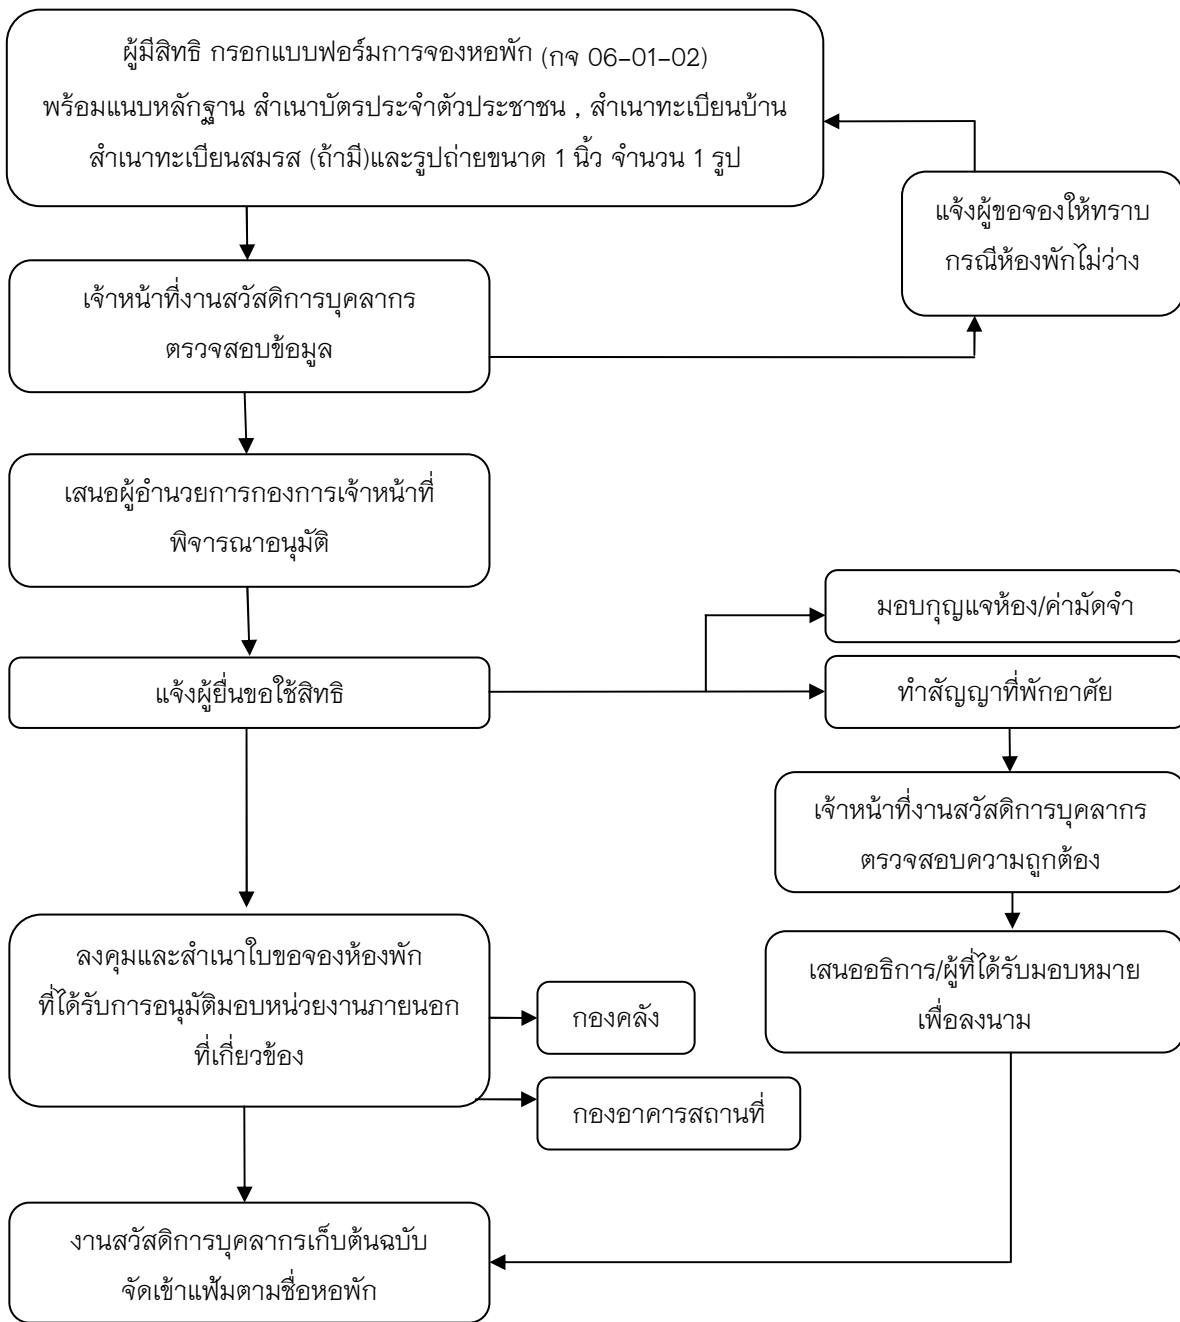 ผู้มีสิทธิ กรอกแบบฟอร์มการจองหอพัก (กจ 06-01-02)
พร้อมแนบหลักฐาน สำเนาบัตรประจำตัวประชาชน , สำเนาทะเบียนบ้าน
สำเนาทะเบียนสมรส (ถ้ามี)และรูปถ่ายขนาด 1 นิ้ว จำนวน 1 รูป
แจ้งผู้ขอจองให้ทราบ
กรณีห้องพักไม่ว่าง
เจ้าหน้าที่งานสวัสดิการบุคลากร
ตรวจสอบข้อมูล
เสนอผู้อำนวยการกองการเจ้าหน้าที่
พิจารณาอนุมัติ
มอบกุญแจห้อง/ค่ามัดจำ
แจ้งผู้ยื่นขอใช้สิทธิ
ทำสัญญาที่พักอาศัย
เจ้าหน้าที่งานสวัสดิการบุคลากร
ตรวจสอบความถูกต้อง
ลงคุมและสำเนาใบขอจองห้องพัก
ที่ได้รับการอนุมัติมอบหน่วยงานภายนอก
ที่เกี่ยวข้อง
เสนออธิการ/ผู้ที่ได้รับมอบหมาย
เพื่อลงนาม
กองคลัง
กองอาคารสถานที่
งานสวัสดิการบุคลากรเก็บต้นฉบับ
จัดเข้าแฟ้มตามชื่อหอพัก